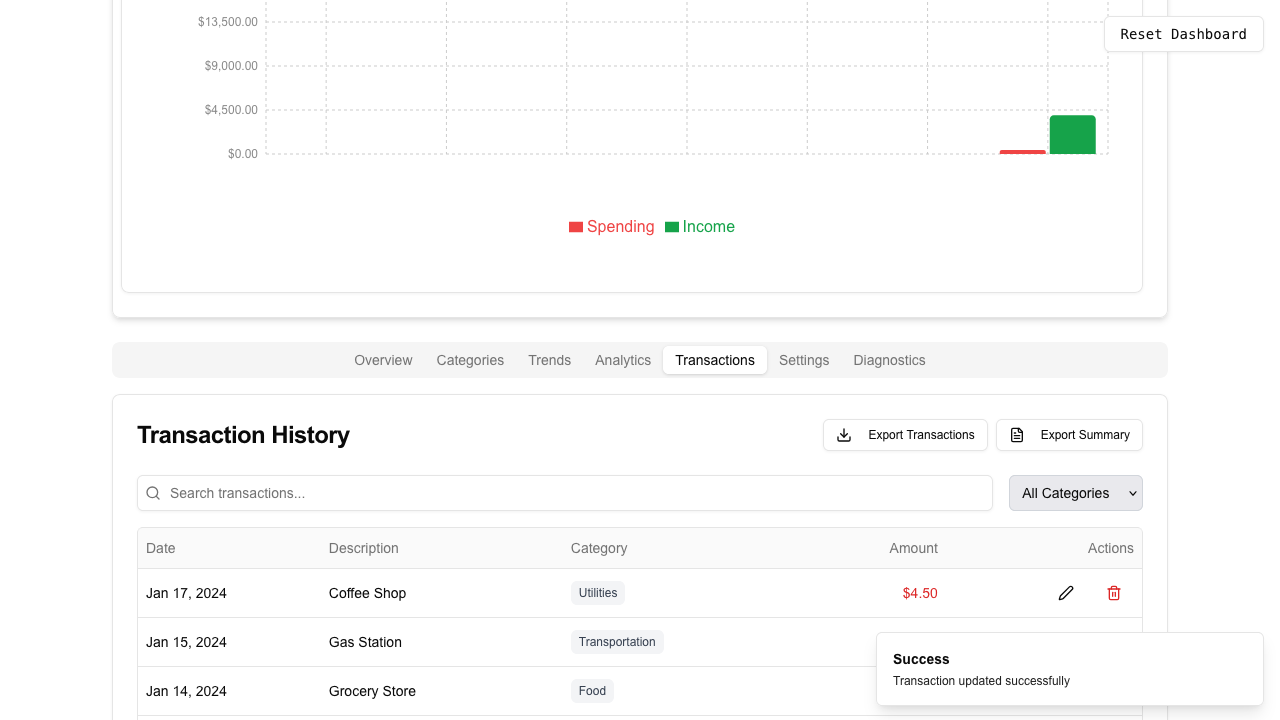 $13,500.00
Reset Dashboard
$9,000.00
$4,500.00
$0.00
Spending Income
Overview Categories Trends Analytics Transactions Settings Diagnostics
Transaction History Export Transactions Export Summary
Search transactions... All Categories
Date Description Category Amount Actions
Jan 17, 2024 Coffee Shop Utilities $4.50
Jan 15, 2024 Gas Station Transportation
Success
Transaction updated successfully
Jan 14, 2024 Grocery Store Food